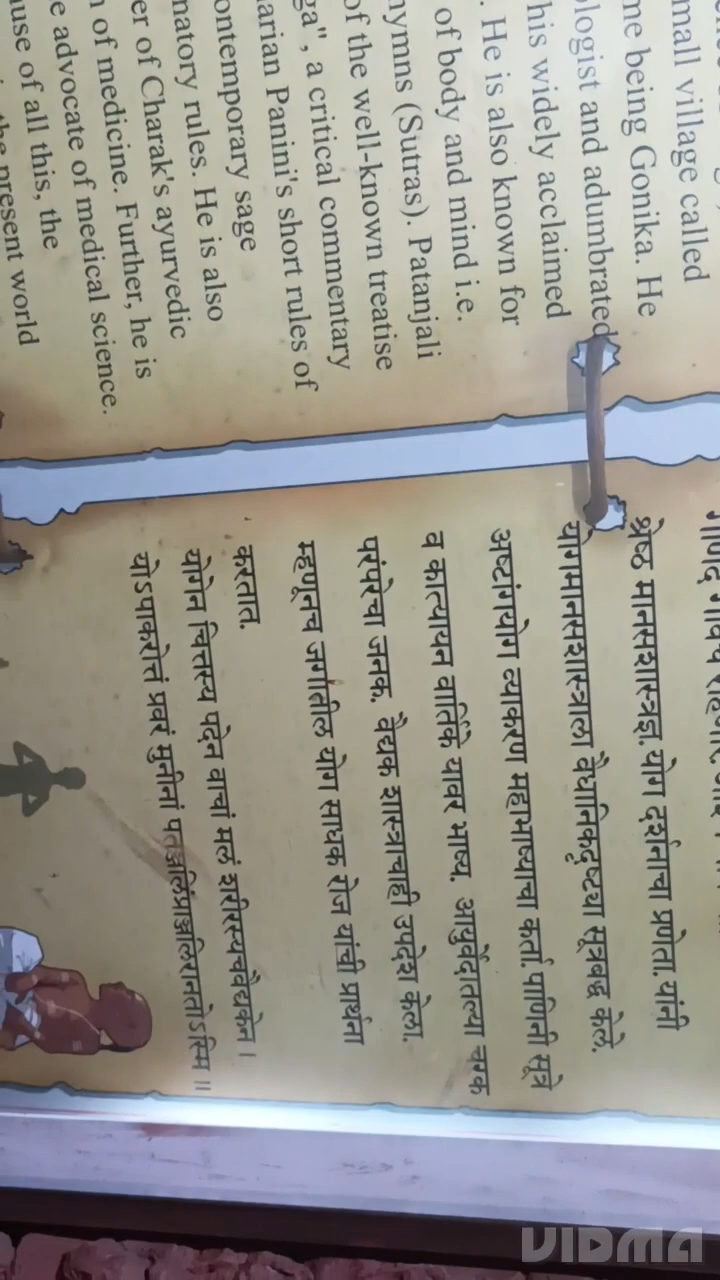 mall village called
me being Gonika. He
ologist and adumbrated
his widely acclaimed
. He is also known for
of body and mind i.e.
hymns (Sutras). Patanjali
of the well-known treatise
ga", a critical commentary
arian Panini's short rules of
ontemporary sage
natory rules. He is also
er of Charak's ayurvedic
n of medicine. Further, he is
e advocate of medical science.
ause of all this, the
the present world
श्रेष्ठ मानसशास्त्रज्ञ. योग दर्शनाचा प्रणेता. यांनी
योगमानसशास्त्राला वैधानिकदृष्ट्या सूत्रबद्ध केले.
अष्टांगयोग व्याकरण महाभाष्याचा कर्ता. पाणिनी सूत्रे
व कात्यायन वार्तिके यावर भाष्य. आयुर्वेदातल्या चरक
परंपरेचा जनक. वैद्यक शास्त्राचाही उपदेश केला.
म्हणूनच जगातील योग साधक रोज यांची प्रार्थना
करतात.
योगेन चित्तस्य पदेन वाचां मलं शरीरस्यचवैद्यकेन ।
योऽपाकरोत्तं प्रवरं मुनीनां पतञ्जलिंप्राञ्जलिरानतोऽस्मि ॥
VIDMA